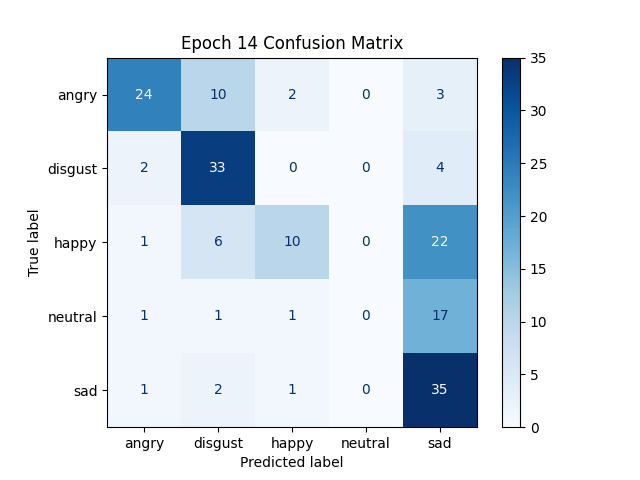 Epoch 14 Confusion Matrix
True label
angry 24 10 2 0 3
disgust 2 33 0 0 4
happy 1 6 10 0 22
neutral 1 1 1 0 17
sad 1 2 1 0 35
angry disgust happy neutral sad
Predicted label
35
30
25
20
15
10
5
0